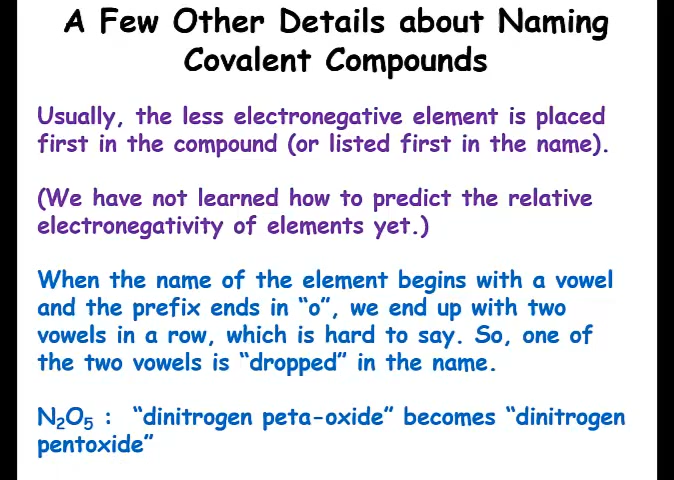 A Few Other Details about Naming
Covalent Compounds
Usually, the less electronegative element is placed
first in the compound (or listed first in the name).
(We have not learned how to predict the relative
electronegativity of elements yet.)
When the name of the element begins with a vowel
and the prefix ends in “o”, we end up with two
vowels in a row, which is hard to say. So, one of
the two vowels is “dropped” in the name.
N₂O₅ : “dinitrogen peta-oxide” becomes “dinitrogen
pentoxide”